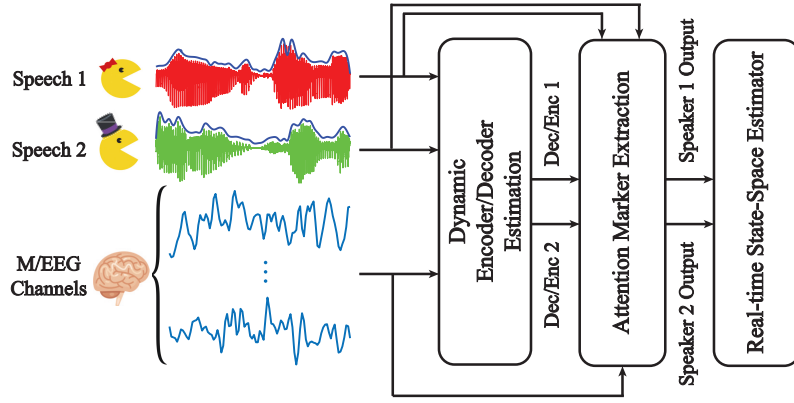 Speech 1
Speech 2
M/EEG
Channels
Dynamic
Encoder/Decoder
Estimation
Dec/Enc 1
Dec/Enc 2
Attention Marker Extraction
Speaker 1 Output
Speaker 2 Output
Real-time State-Space Estimator